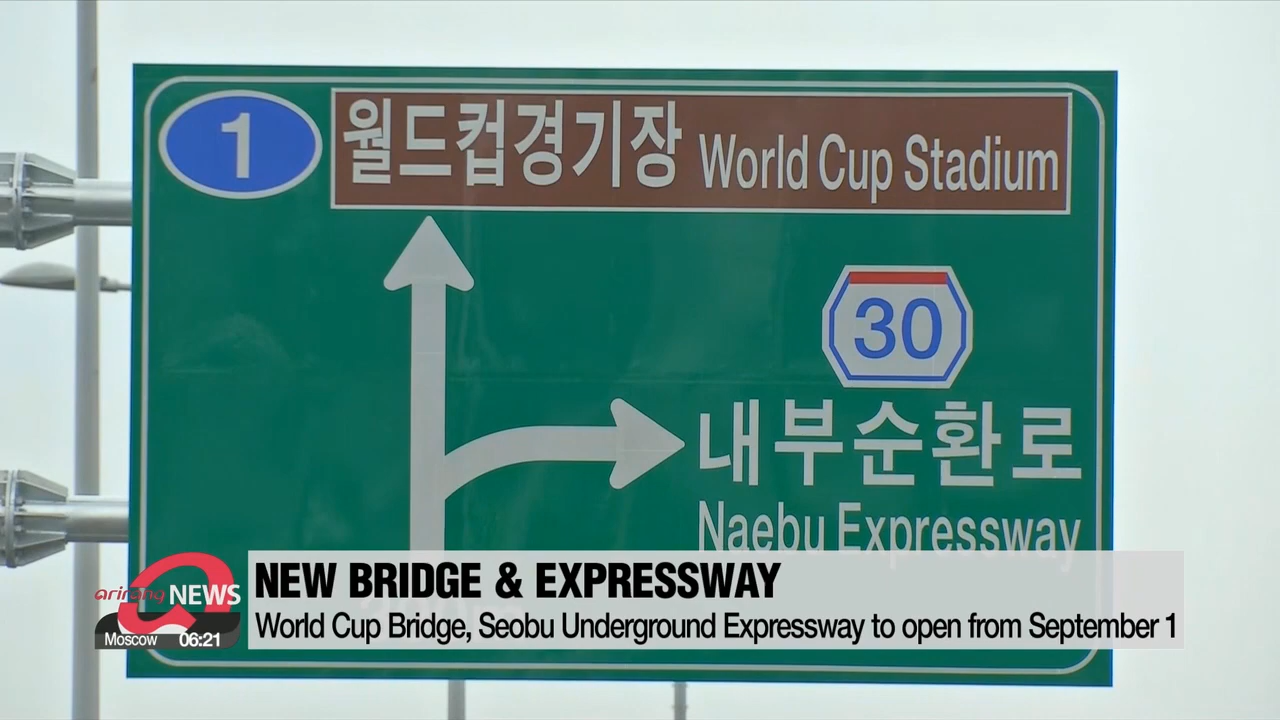 1
월드컵경기장 World Cup Stadium
30
내부순환로
Naebu Expressway
arirang NEWS
Moscow 06:21
NEW BRIDGE & EXPRESSWAY
World Cup Bridge, Seobu Underground Expressway to open from September 1